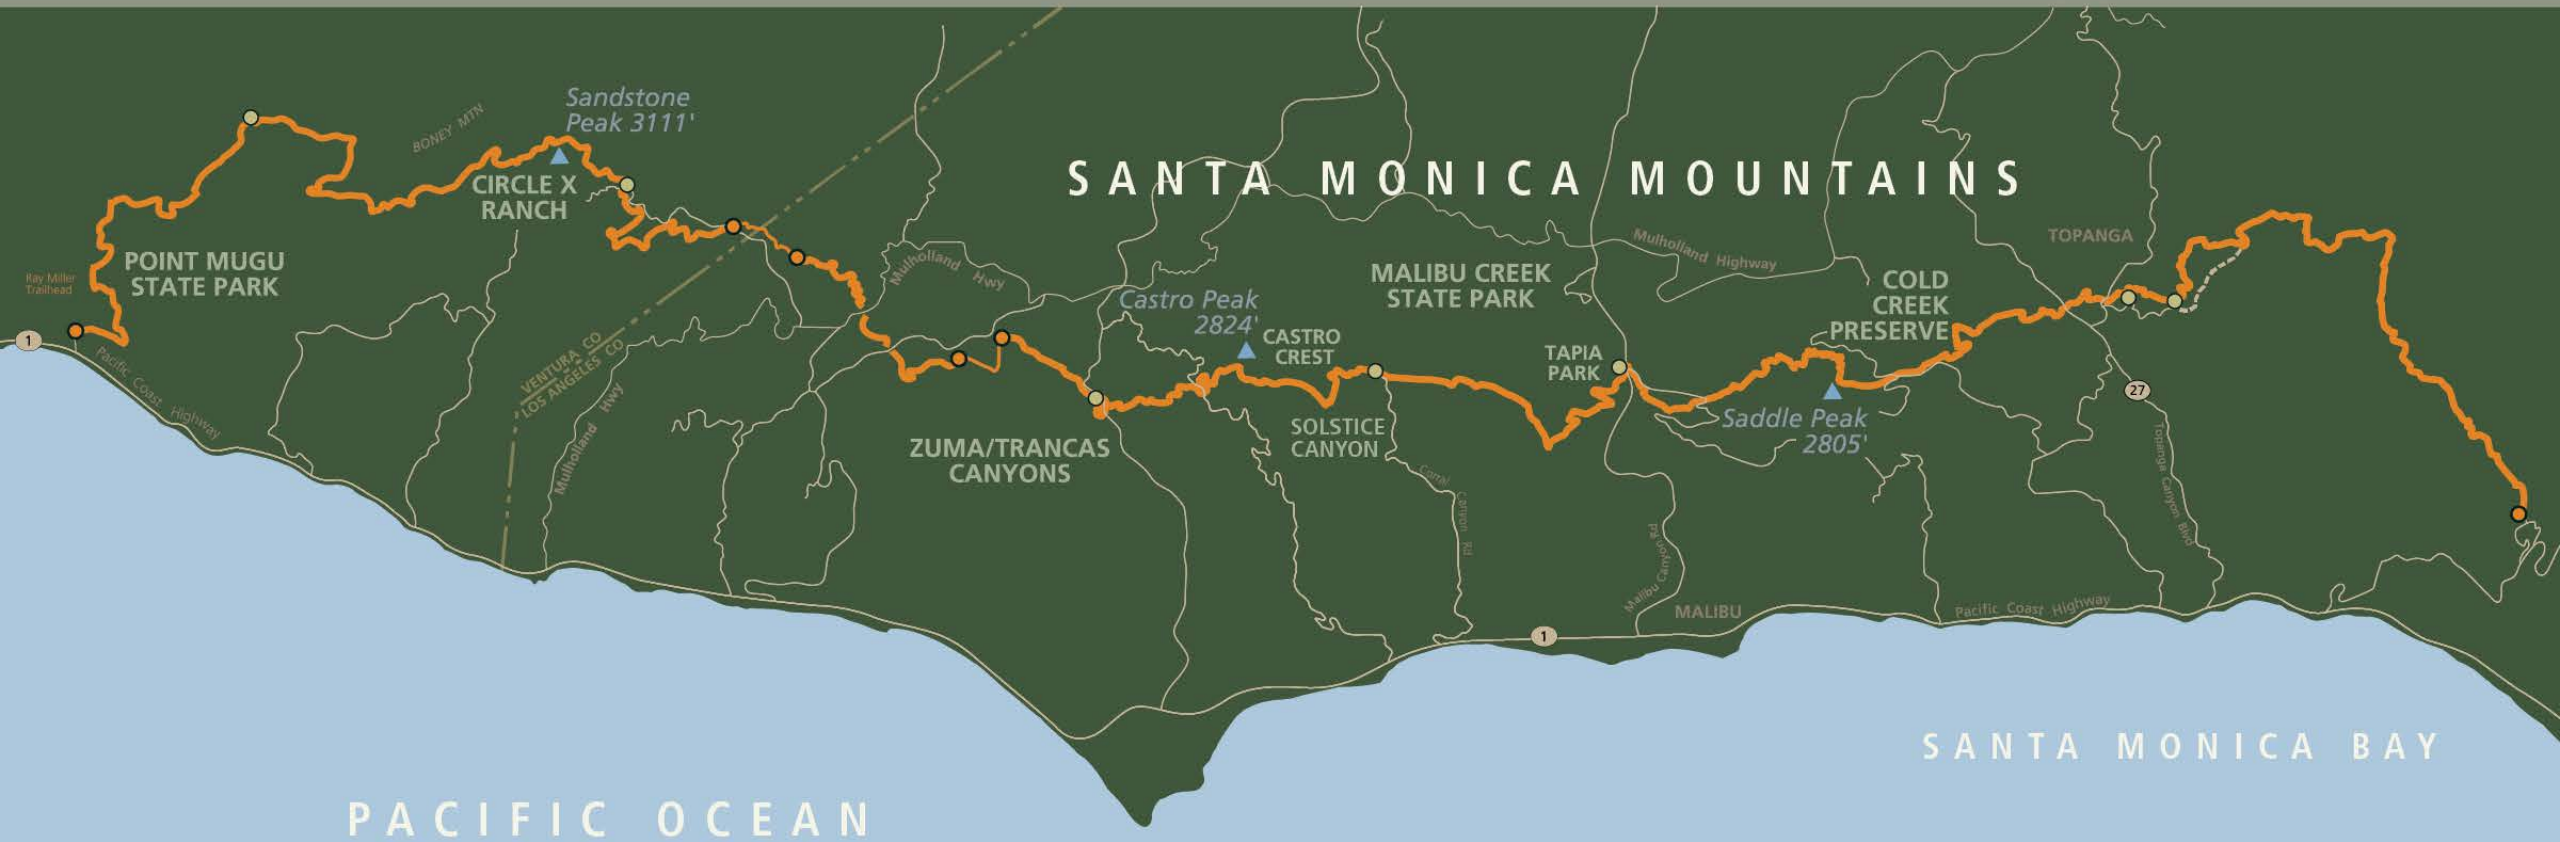 Sandstone
Peak 3111'
BONEY MTN
CIRCLE X
RANCH
SANTA MONICA MOUNTAINS
POINT MUGU
STATE PARK
Ray Miller
Trailhead
1
Pacific Coast Highway
VENTURA CO
LOS ANGELES CO
Mulholland Hwy
Mulholland Hwy
Castro Peak
2824'
CASTRO
CREST
MALIBU CREEK
STATE PARK
Mulholland Highway
TOPANGA
COLD
CREEK
PRESERVE
TAPIA
PARK
ZUMA/TRANCAS
CANYONS
SOLSTICE
CANYON
Saddle Peak
2805'
27
Corral Canyon Rd
Topanga Canyon Blvd
Malibu Canyon Rd
MALIBU
Pacific Coast Highway
1
SANTA MONICA BAY
PACIFIC OCEAN